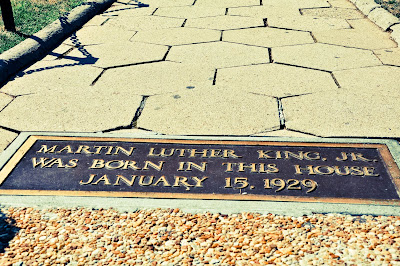 MARTIN LUTHER KING, JR.
WAS BORN IN THIS HOUSE
JANUARY 15, 1929